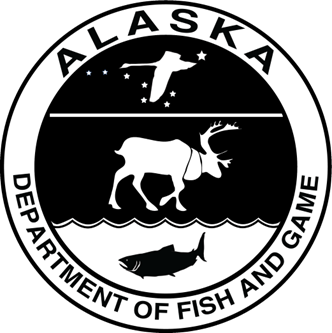 ALASKA
DEPARTMENT OF FISH AND GAME